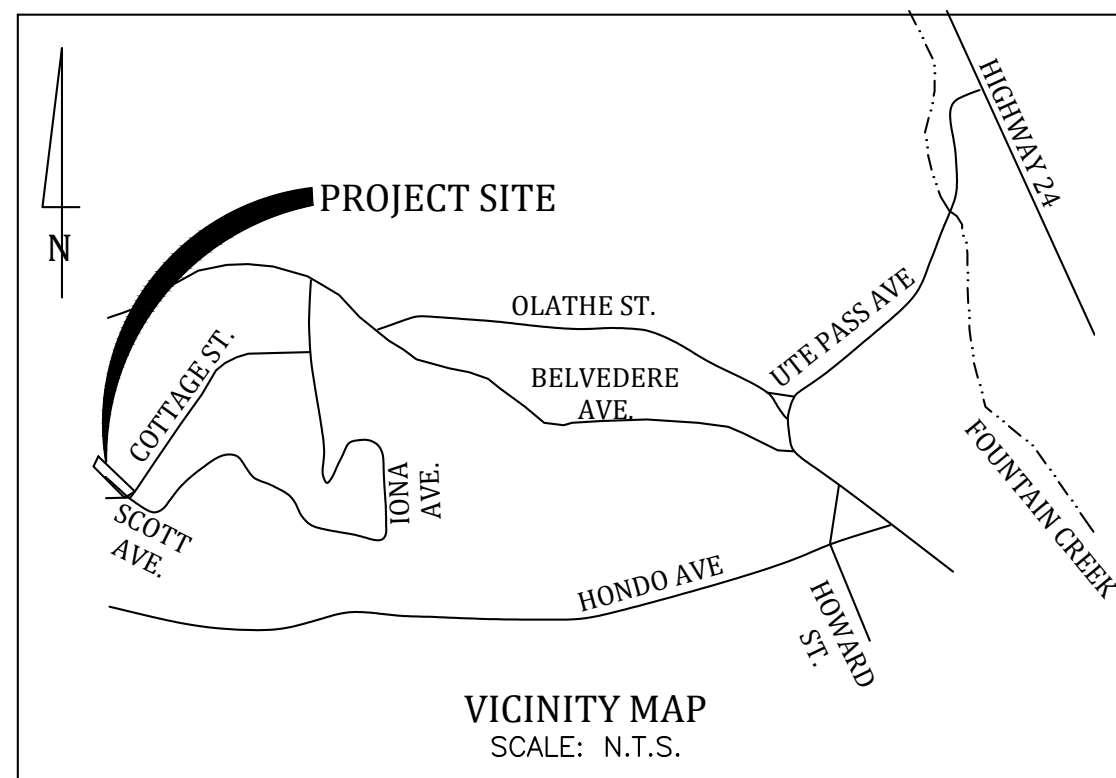 HIGHWAY 24
PROJECT SITE
N
OLATHE ST.
UTE PASS AVE
COTTAGE ST.
BELVEDERE
AVE.
FOUNTAIN CREEK
IONA
AVE.
SCOTT
AVE.
HONDO AVE
HOWARD
ST.
VICINITY MAP
SCALE: N.T.S.